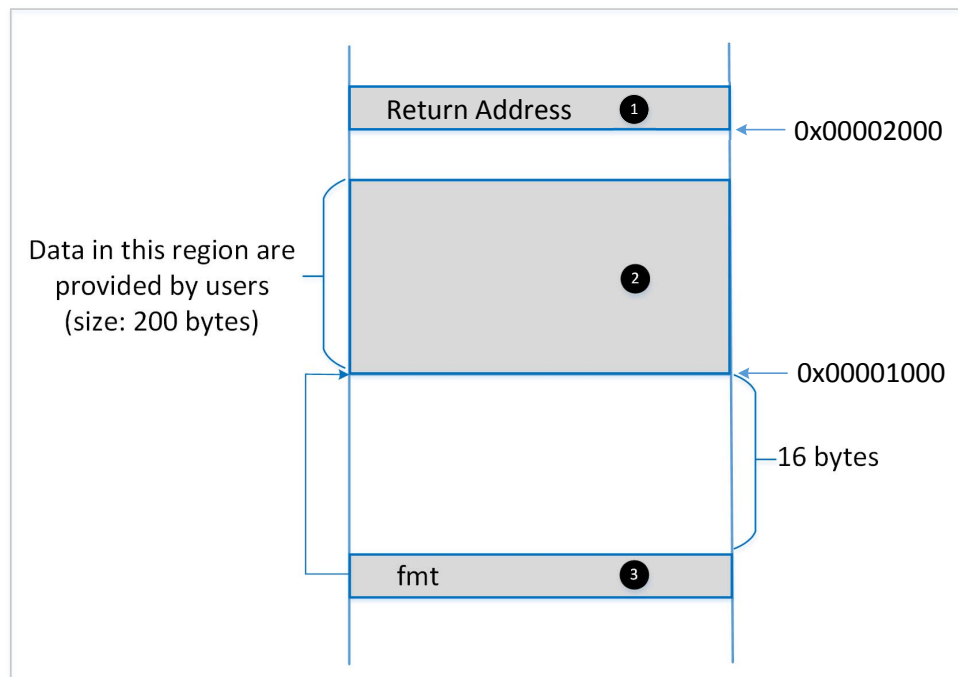 Return Address 1
0x00002000
Data in this region are
provided by users
(size: 200 bytes)
2
0x00001000
16 bytes
fmt 3